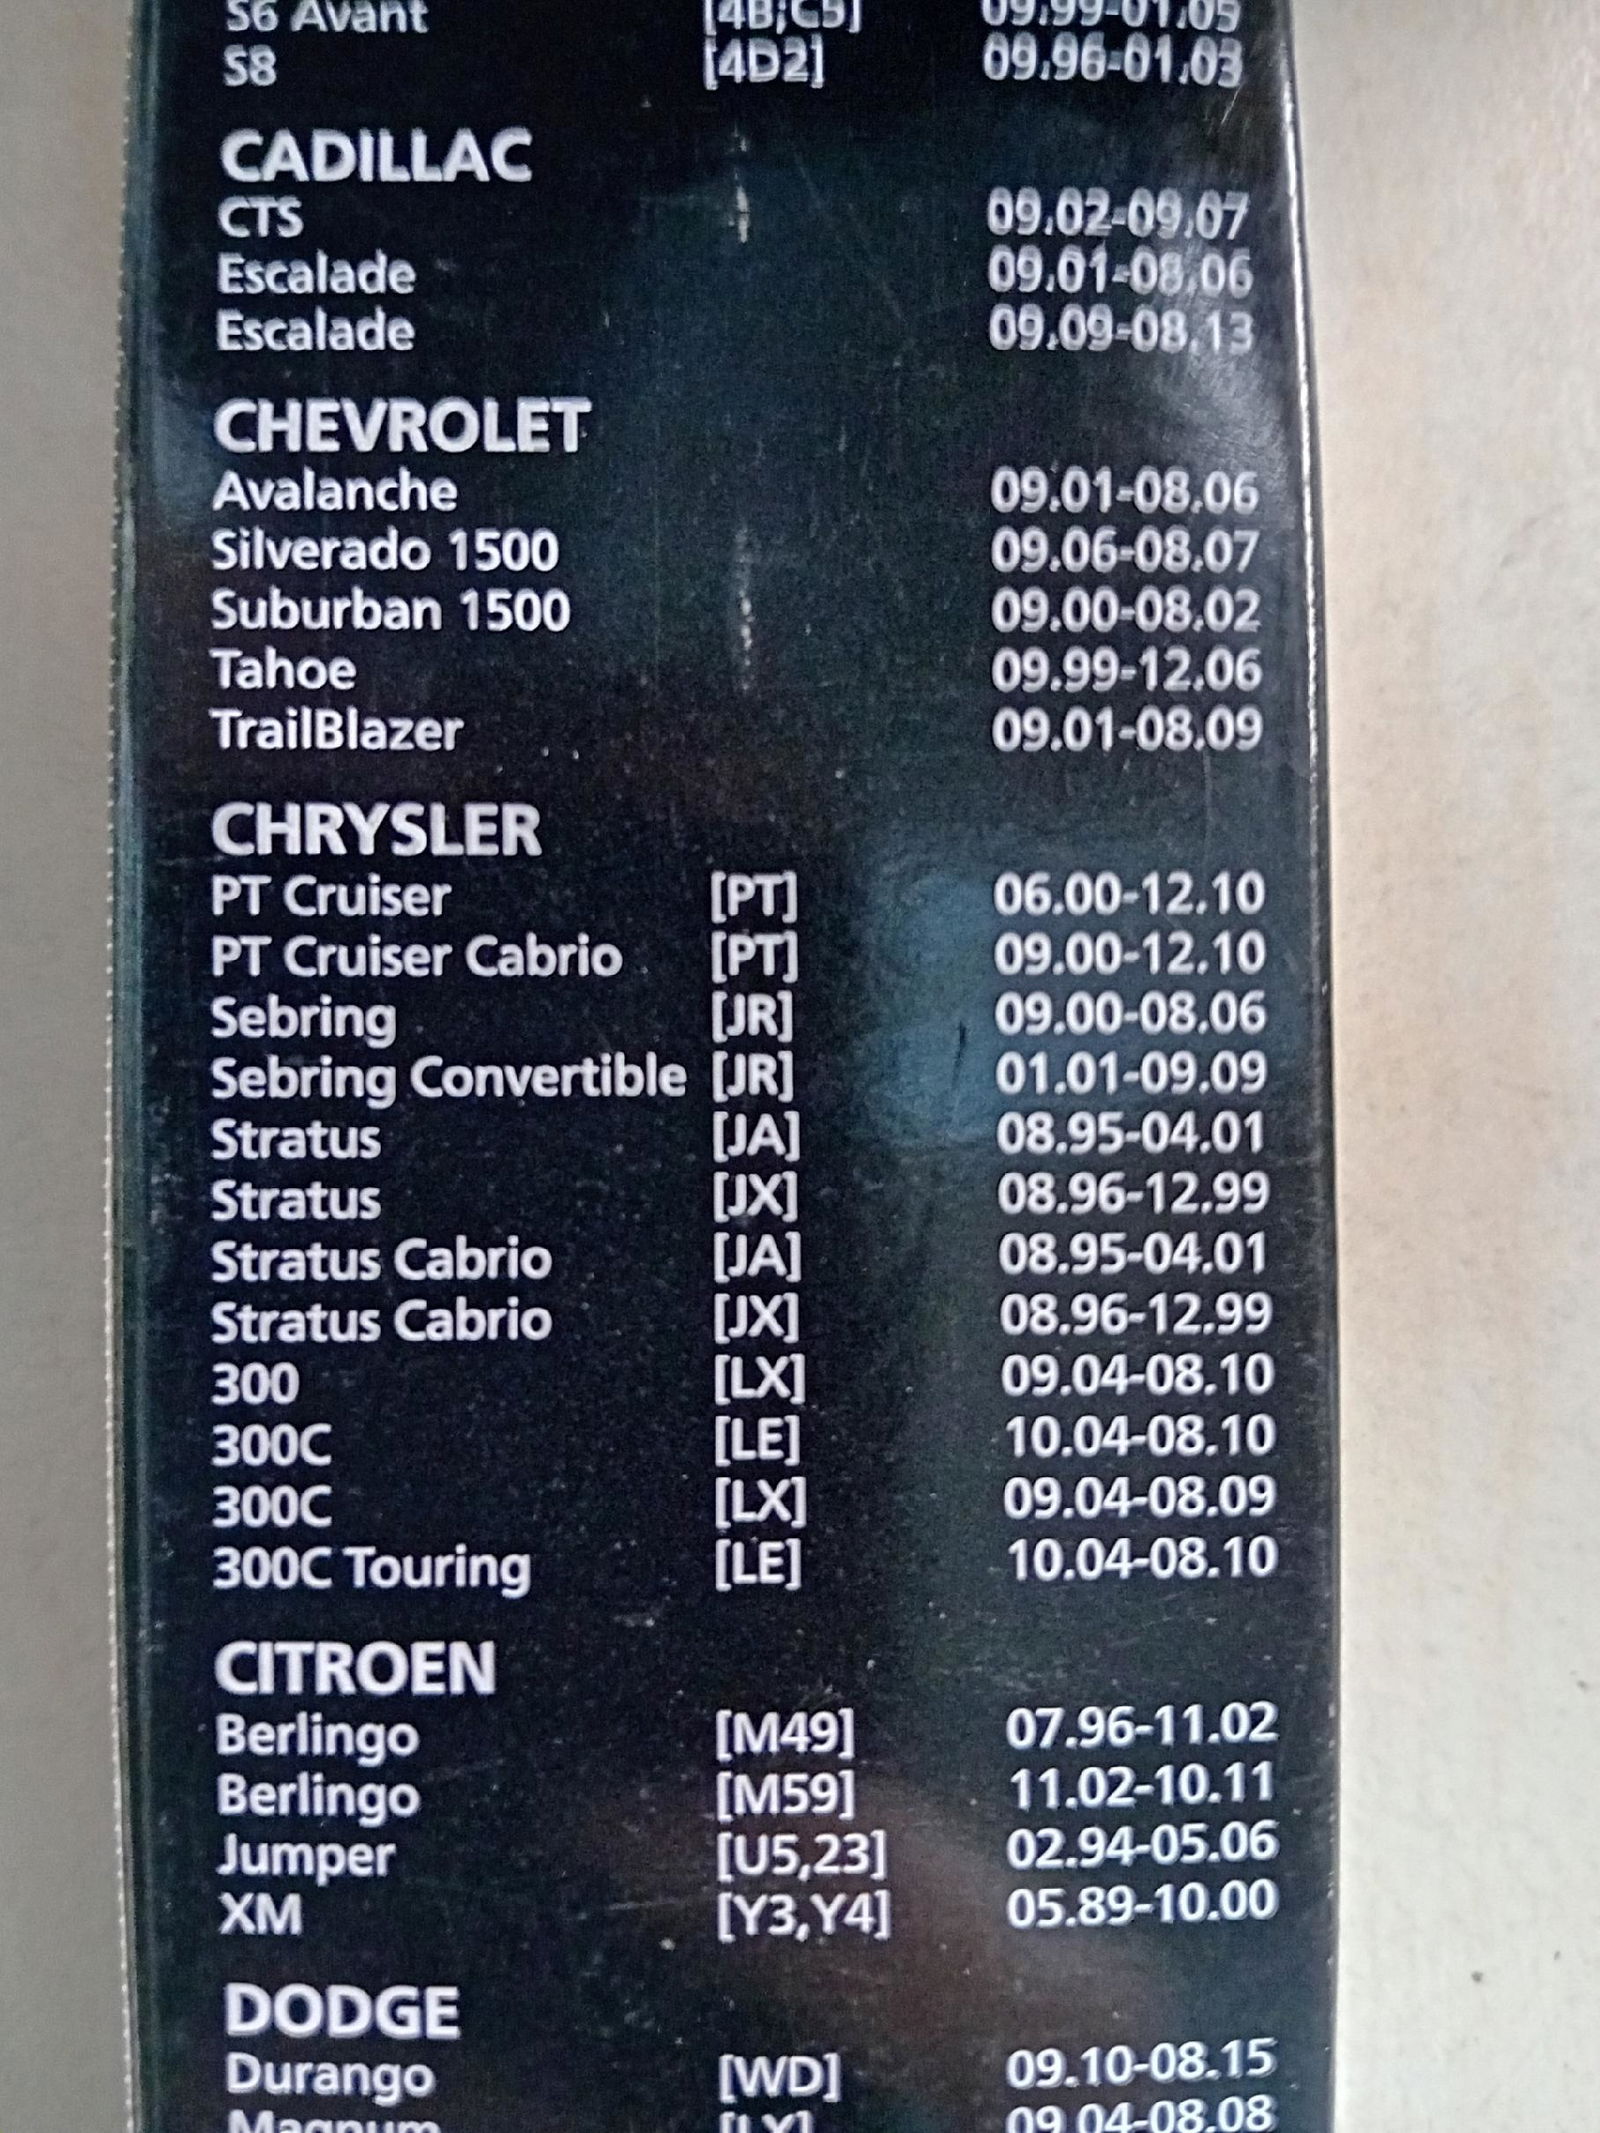 S6 Avant [4B;C5] 09.99-01.05
S8 [4D2] 09.96-01.03
CADILLAC
CTS 09.02-09.07
Escalade 09.01-08.06
Escalade 09.09-08.13
CHEVROLET
Avalanche 09.01-08.06
Silverado 1500 09.06-08.07
Suburban 1500 09.00-08.02
Tahoe 09.99-12.06
TrailBlazer 09.01-08.09
CHRYSLER
PT Cruiser [PT] 06.00-12.10
PT Cruiser Cabrio [PT] 09.00-12.10
Sebring [JR] 09.00-08.06
Sebring Convertible [JR] 01.01-09.09
Stratus [JA] 08.95-04.01
Stratus [JX] 08.96-12.99
Stratus Cabrio [JA] 08.95-04.01
Stratus Cabrio [JX] 08.96-12.99
300 [LX] 09.04-08.10
300C [LE] 10.04-08.10
300C [LX] 09.04-08.09
300C Touring [LE] 10.04-08.10
CITROEN
Berlingo [M49] 07.96-11.02
Berlingo [M59] 11.02-10.11
Jumper [U5,23] 02.94-05.06
XM [Y3,Y4] 05.89-10.00
DODGE
Durango [WD] 09.10-08.15
Magnum [LX] 09.04-08.08